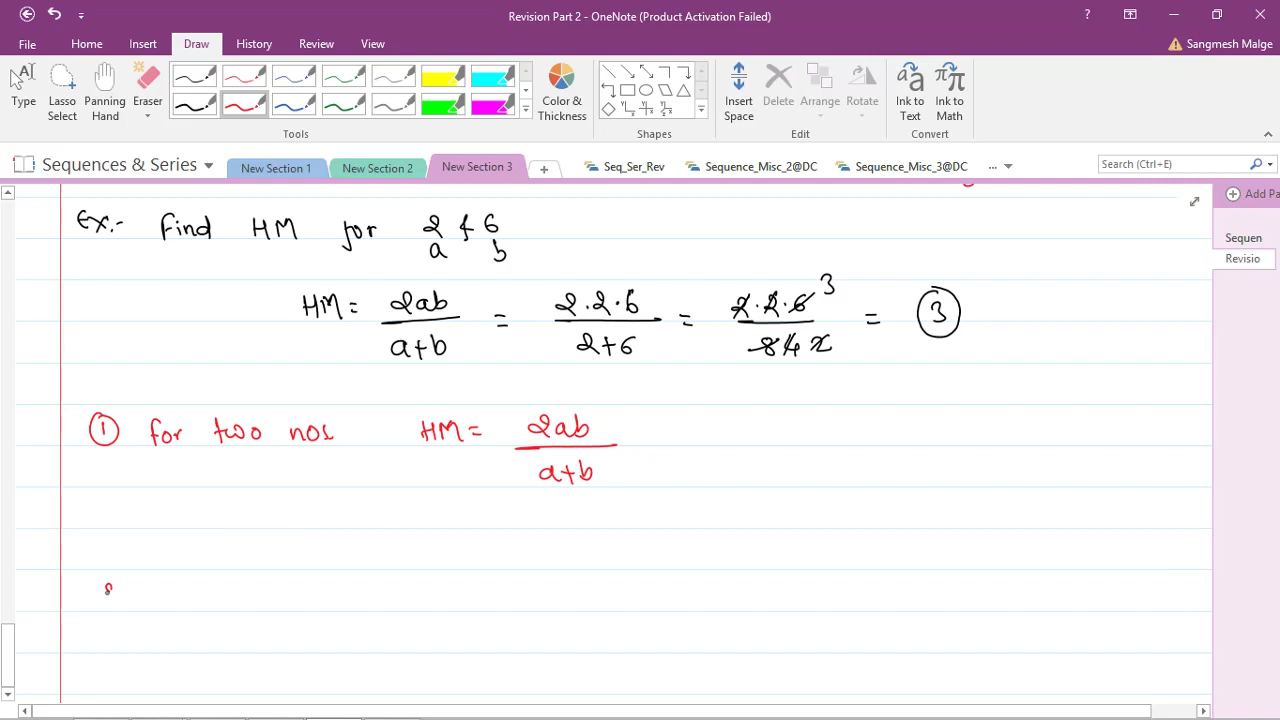 Revision Part 2 - OneNote (Product Activation Failed)
File Home Insert Draw History Review View Sangmesh Malge
Type Lasso Select Panning Hand Eraser Color & Thickness Insert Space Delete Arrange Rotate Ink to Text Ink to Math
Tools Shapes Edit Convert
Sequences & Series New Section 1 New Section 2 New Section 3 + Seq_Ser_Rev Sequence_Misc_2@DC Sequence_Misc_3@DC ... Search (Ctrl+E)
Add Pa
Sequen
Revisio
Ex:- Find HM for 2 & 6
a b
HM = 2ab / a+b = 2·2·6 / 2+6 = 2·2·6 3 / 8 4 2 = 3
① for two nos HM = 2ab / a+b